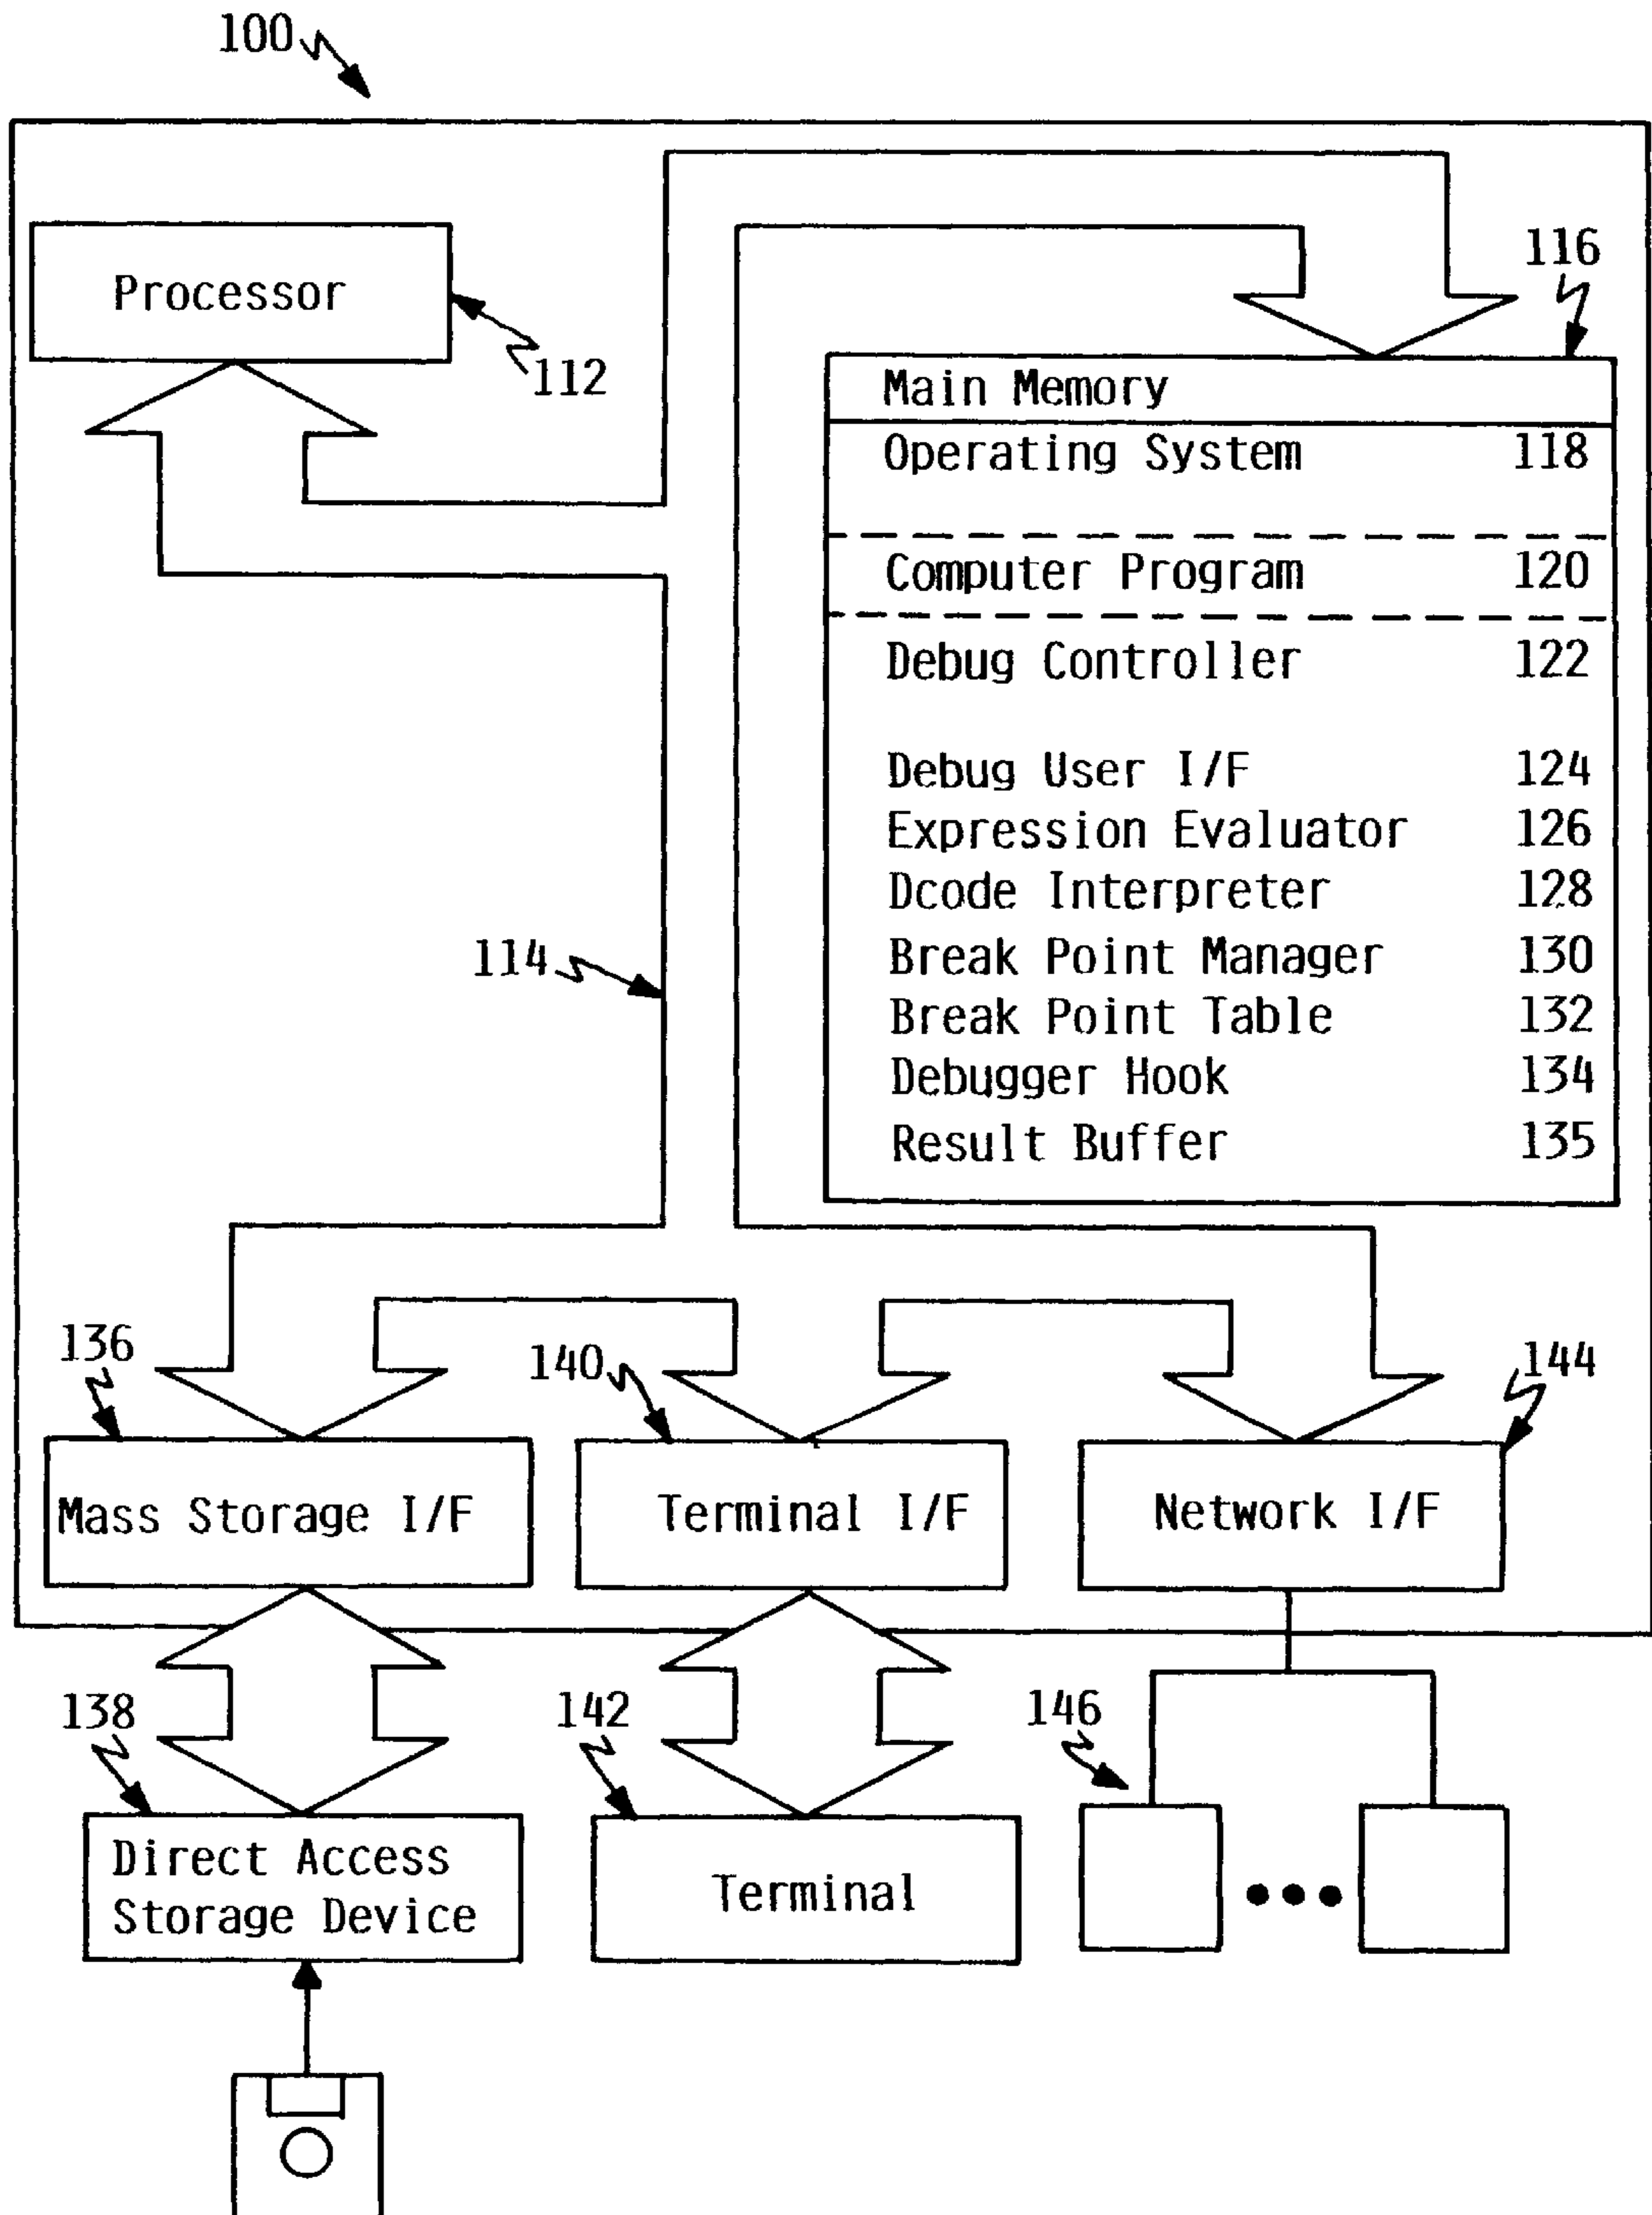 100
Processor
112
116
Main Memory
Operating System 118
Computer Program 120
Debug Controller 122
Debug User I/F 124
Expression Evaluator 126
Dcode Interpreter 128
Break Point Manager 130
Break Point Table 132
Debugger Hook 134
Result Buffer 135
114
136
140
144
Mass Storage I/F
Terminal I/F
Network I/F
138
142
146
Direct Access
Storage Device
Terminal